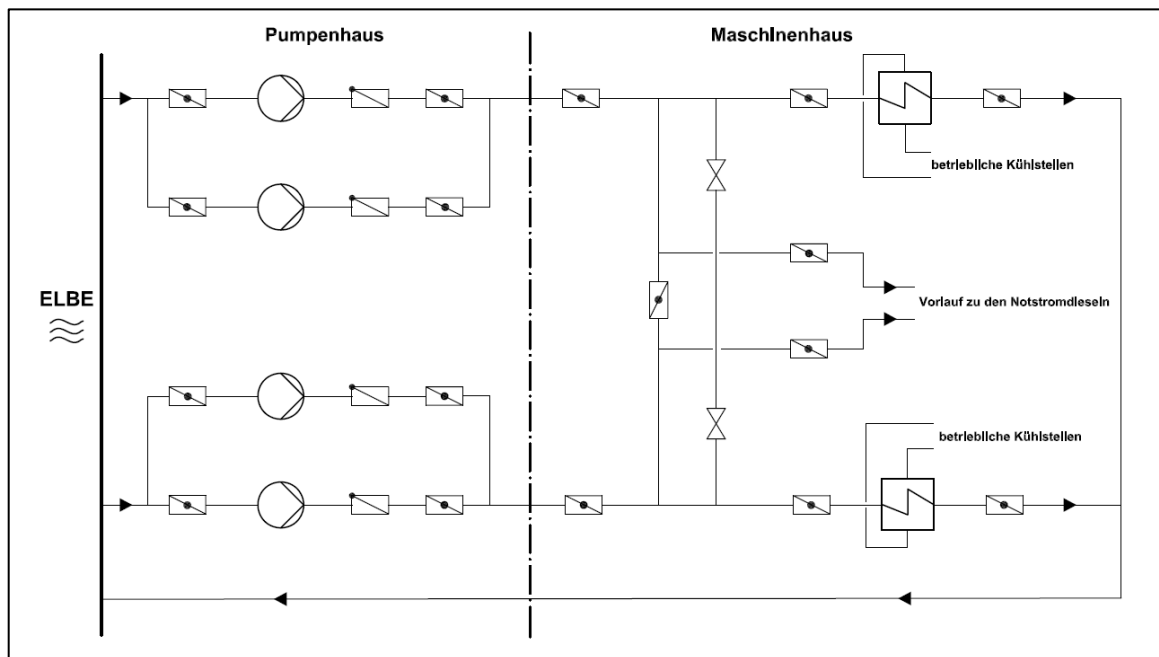 Pumpenhaus
Maschinenhaus
betriebliche Kühlstellen
ELBE
Vorlauf zu den Notstromdieseln
betriebliche Kühlstellen